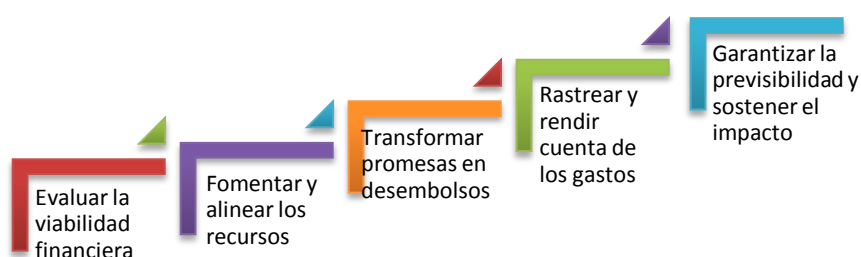 Evaluar la
viabilidad
financiera
Fomentar y
alinear los
recursos
Transformar
promesas en
desembolsos
Rastrear y
rendir
cuenta de
los gastos
Garantizar la
previsibilidad y
sostener el
impacto